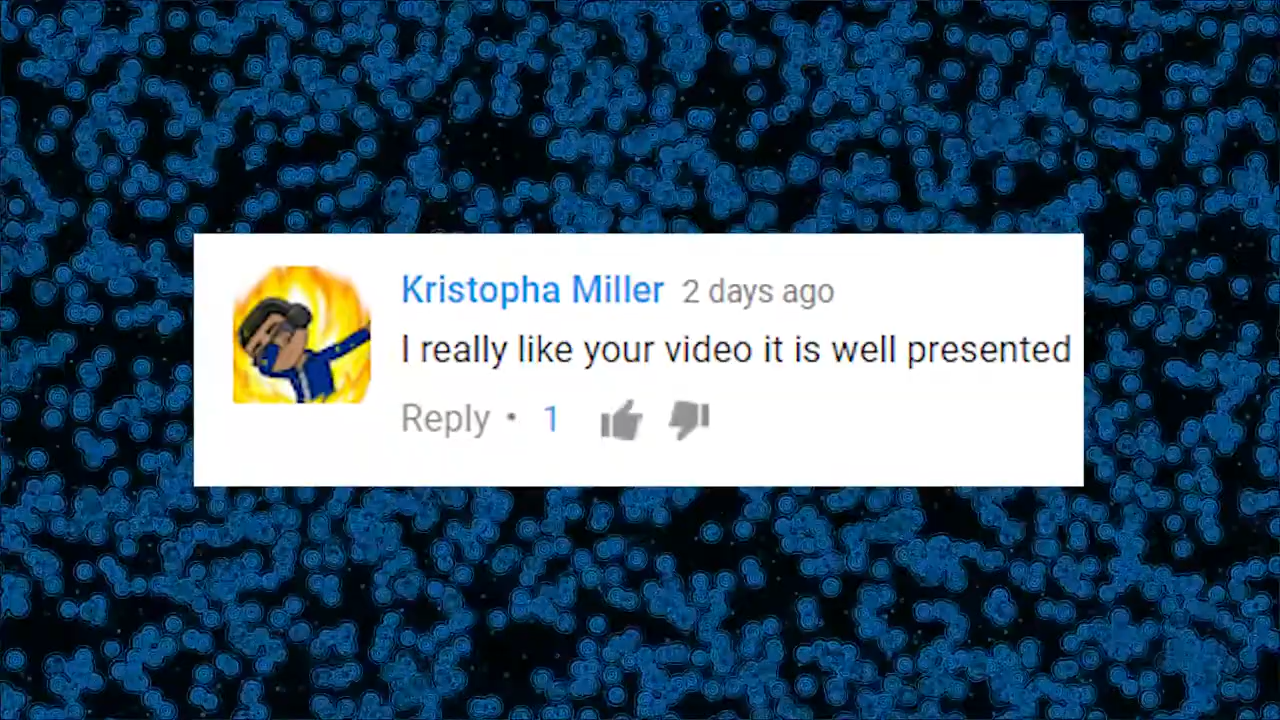 Kristopha Miller 2 days ago
I really like your video it is well presented
Reply • 1